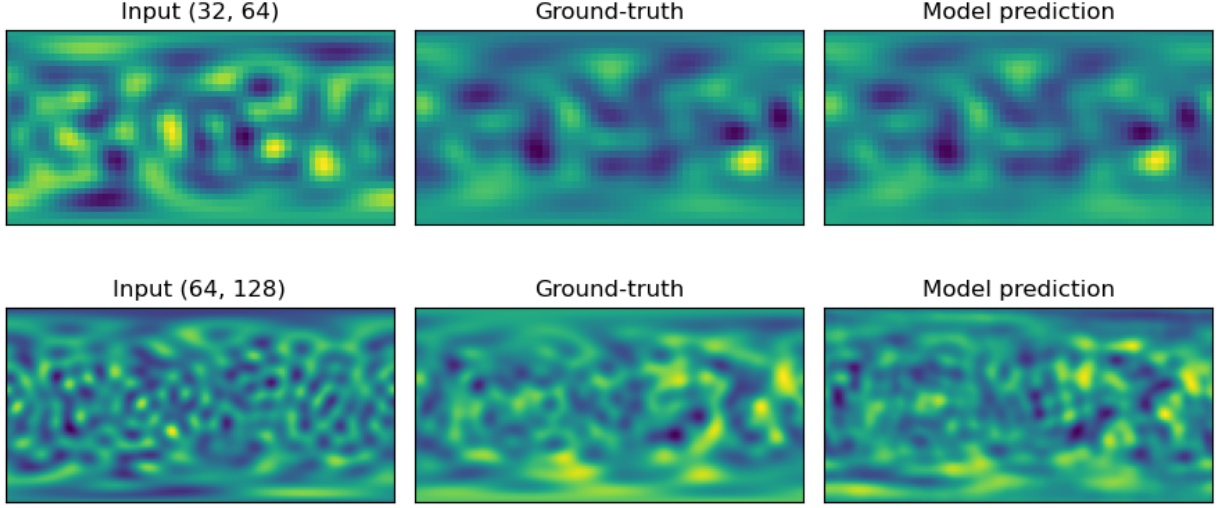 Input (32, 64)
Ground-truth
Model prediction
Input (64, 128)
Ground-truth
Model prediction